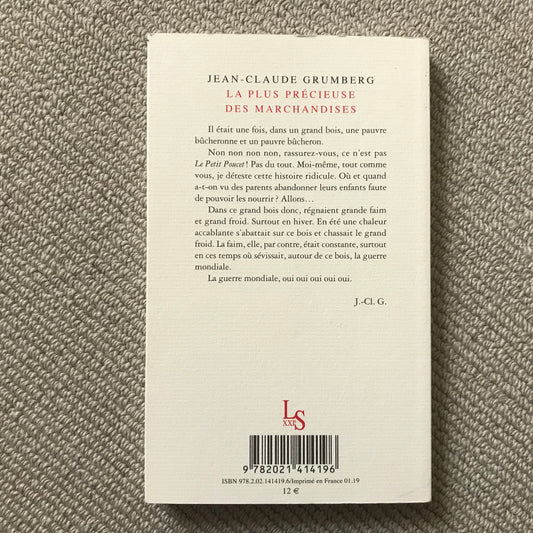 JEAN-CLAUDE GRUMBERG
LA PLUS PRÉCIEUSE
DES MARCHANDISES
Il était une fois, dans un grand bois, une pauvre
bûcheronne et un pauvre bûcheron.
Non non non non, rassurez-vous, ce n'est pas
Le Petit Poucet ! Pas du tout. Moi-même, tout comme
vous, je déteste cette histoire ridicule. Où et quand
a-t-on vu des parents abandonner leurs enfants faute
de pouvoir les nourrir ? Allons…
Dans ce grand bois donc, régnaient grande faim
et grand froid. Surtout en hiver. En été une chaleur
accablante s'abattait sur ce bois et chassait le grand
froid. La faim, elle, par contre, était constante, surtout
en ces temps où sévissait, autour de ce bois, la guerre
mondiale.
La guerre mondiale, oui oui oui oui oui.
J.-Cl. G.
LS
XXI
9 782021 414196
ISBN 978.2.02.141419.6/Imprimé en France 01.19
12 €